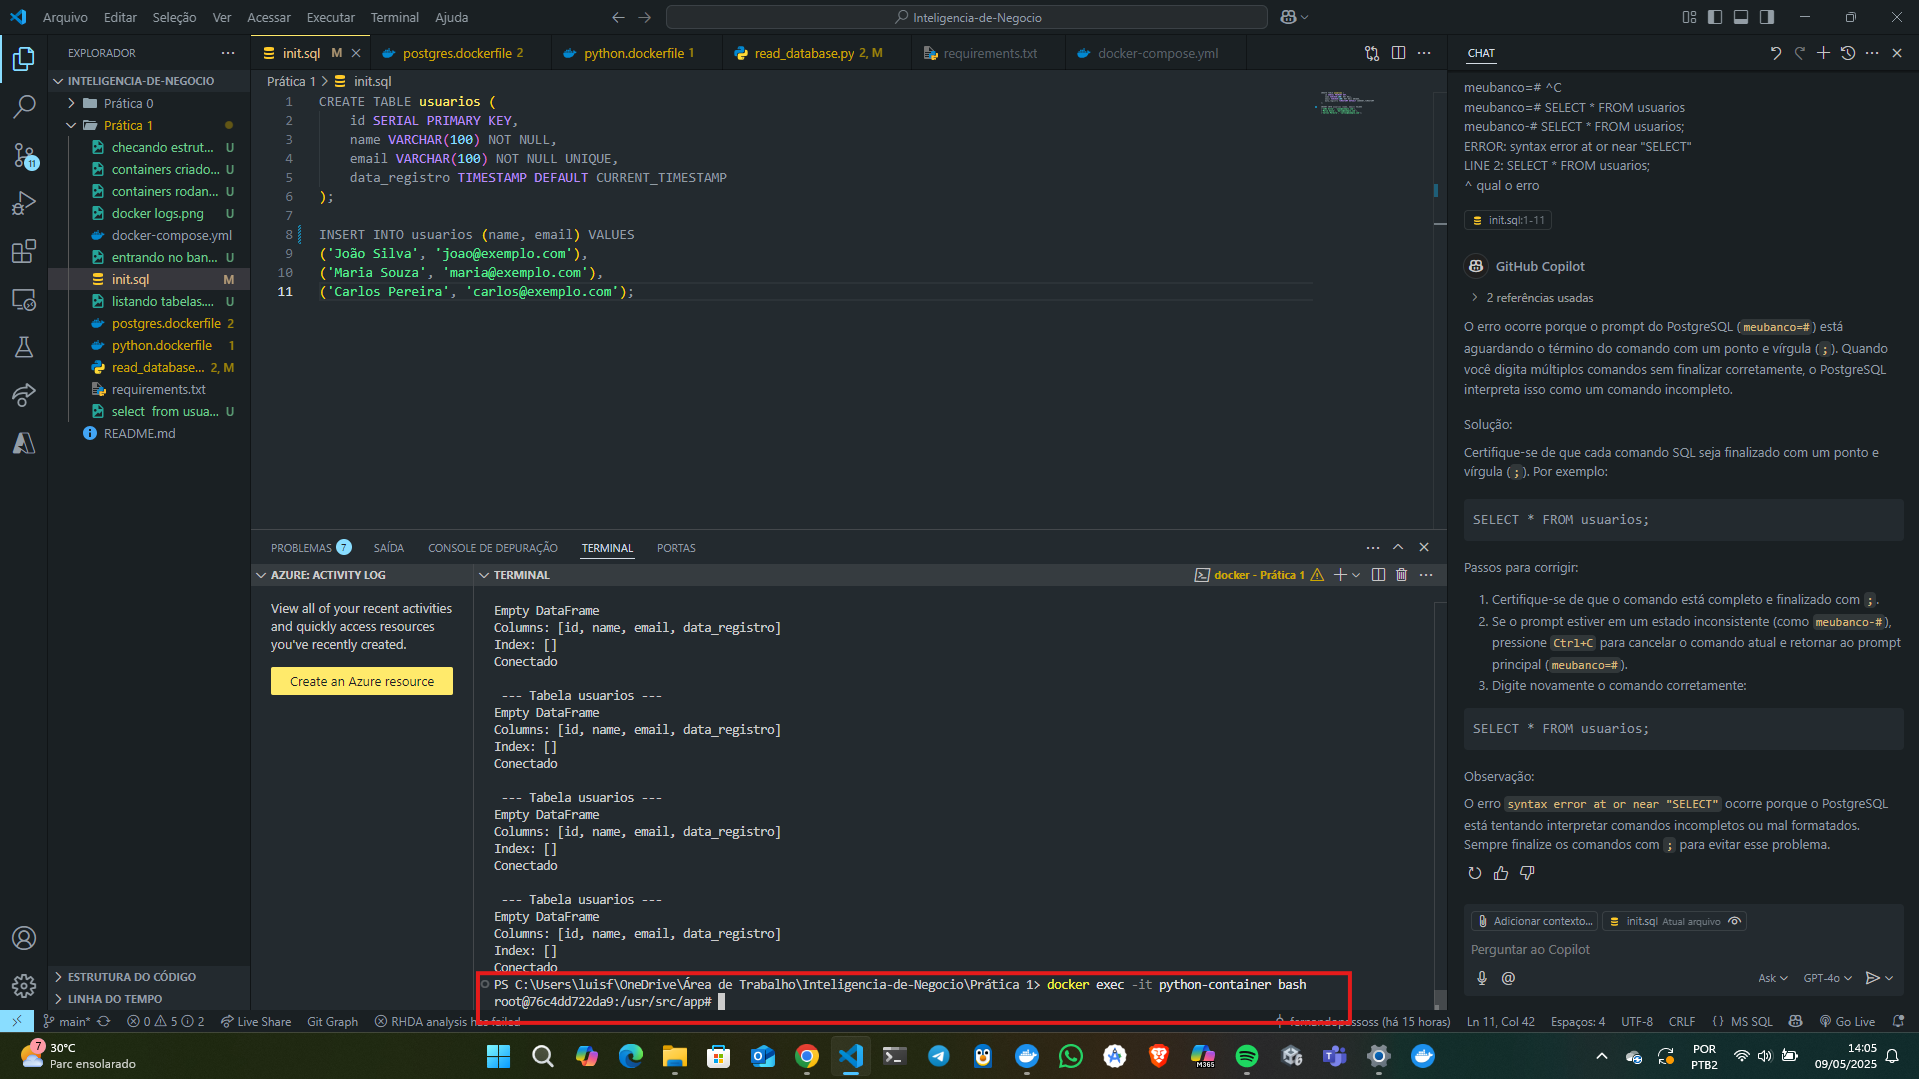 Arquivo Editar Seleção Ver Acessar Executar Terminal Ajuda
Inteligencia-de-Negocio
EXPLORADOR
INTELIGENCIA-DE-NEGOCIO
Prática 0
Prática 1
checando estrut... U
containers criado... U
containers rodan... U
docker logs.png U
docker-compose.yml
entrando no ban... U
init.sql M
listando tabelas.... U
postgres.dockerfile 2
python.dockerfile 1
read_database... 2, M
requirements.txt
select from usua... U
README.md
ESTRUTURA DO CÓDIGO
LINHA DO TEMPO
11
init.sql M
postgres.dockerfile 2
python.dockerfile 1
read_database.py 2, M
requirements.txt
docker-compose.yml
Prática 1 > init.sql
1 CREATE TABLE usuarios (
2 id SERIAL PRIMARY KEY,
3 name VARCHAR(100) NOT NULL,
4 email VARCHAR(100) NOT NULL UNIQUE,
5 data_registro TIMESTAMP DEFAULT CURRENT_TIMESTAMP
6 );
7
8 INSERT INTO usuarios (name, email) VALUES
9 ('João Silva', 'joao@exemplo.com'),
10 ('Maria Souza', 'maria@exemplo.com'),
11 ('Carlos Pereira', 'carlos@exemplo.com');
PROBLEMAS 7 SAÍDA CONSOLE DE DEPURAÇÃO TERMINAL PORTAS
AZURE: ACTIVITY LOG
View all of your recent activities
and quickly access resources
you've recently created.
Create an Azure resource
TERMINAL
docker - Prática 1
Empty DataFrame
Columns: [id, name, email, data_registro]
Index: []
Conectado
--- Tabela usuarios ---
Empty DataFrame
Columns: [id, name, email, data_registro]
Index: []
Conectado
--- Tabela usuarios ---
Empty DataFrame
Columns: [id, name, email, data_registro]
Index: []
Conectado
--- Tabela usuarios ---
Empty DataFrame
Columns: [id, name, email, data_registro]
Index: []
Conectado
PS C:\Users\luisf\OneDrive\Área de Trabalho\Inteligencia-de-Negocio\Prática 1> docker exec -it python-container bash
root@76c4dd722da9:/usr/src/app#
CHAT
meubanco=# ^C
meubanco=# SELECT * FROM usuarios
meubanco-# SELECT * FROM usuarios;
ERROR: syntax error at or near "SELECT"
LINE 2: SELECT * FROM usuarios;
^ qual o erro
init.sql:1-11
GitHub Copilot
2 referências usadas
O erro ocorre porque o prompt do PostgreSQL (meubanco=#) está
aguardando o término do comando com um ponto e vírgula (;). Quando
você digita múltiplos comandos sem finalizar corretamente, o PostgreSQL
interpreta isso como um comando incompleto.
Solução:
Certifique-se de que cada comando SQL seja finalizado com um ponto e
vírgula (;). Por exemplo:
SELECT * FROM usuarios;
Passos para corrigir:
1. Certifique-se de que o comando está completo e finalizado com ;.
2. Se o prompt estiver em um estado inconsistente (como meubanco-#),
pressione Ctrl+C para cancelar o comando atual e retornar ao prompt
principal (meubanco=#).
3. Digite novamente o comando corretamente:
SELECT * FROM usuarios;
Observação:
O erro syntax error at or near "SELECT" ocorre porque o PostgreSQL
está tentando interpretar comandos incompletos ou mal formatados.
Sempre finalize os comandos com ; para evitar esse problema.
Adicionar contexto... init.sql Atual arquivo
Perguntar ao Copilot
Ask GPT-4o
main* 0 5 2 Live Share Git Graph RHDA analysis has failed
fernandopassoss (há 15 horas) Ln 11, Col 42 Espaços: 4 UTF-8 CRLF {} MS SQL Go Live
7
30°C
Parc ensolarado
M365
POR
PTB2
14:05
09/05/2025